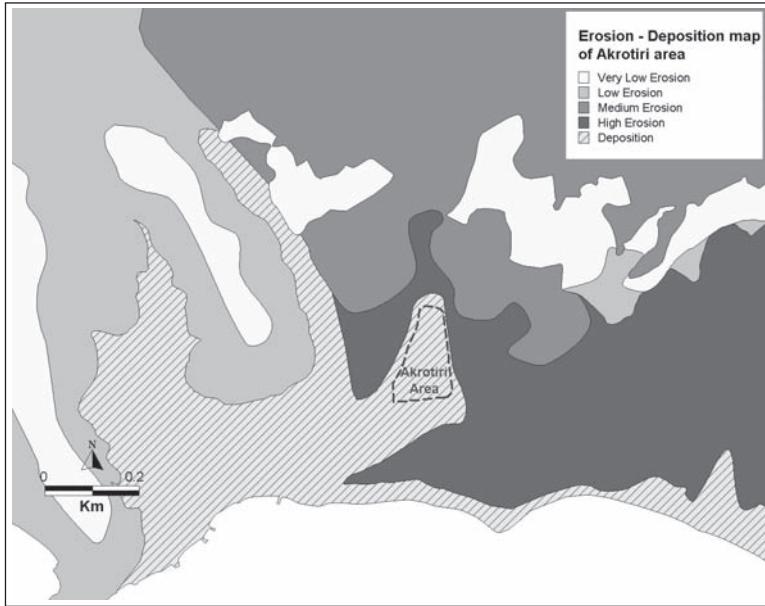 Erosion - Deposition map
of Akrotiri area
Very Low Erosion
Low Erosion
Medium Erosion
High Erosion
Deposition
Akrotiri
Area
N
0 0.2
Km